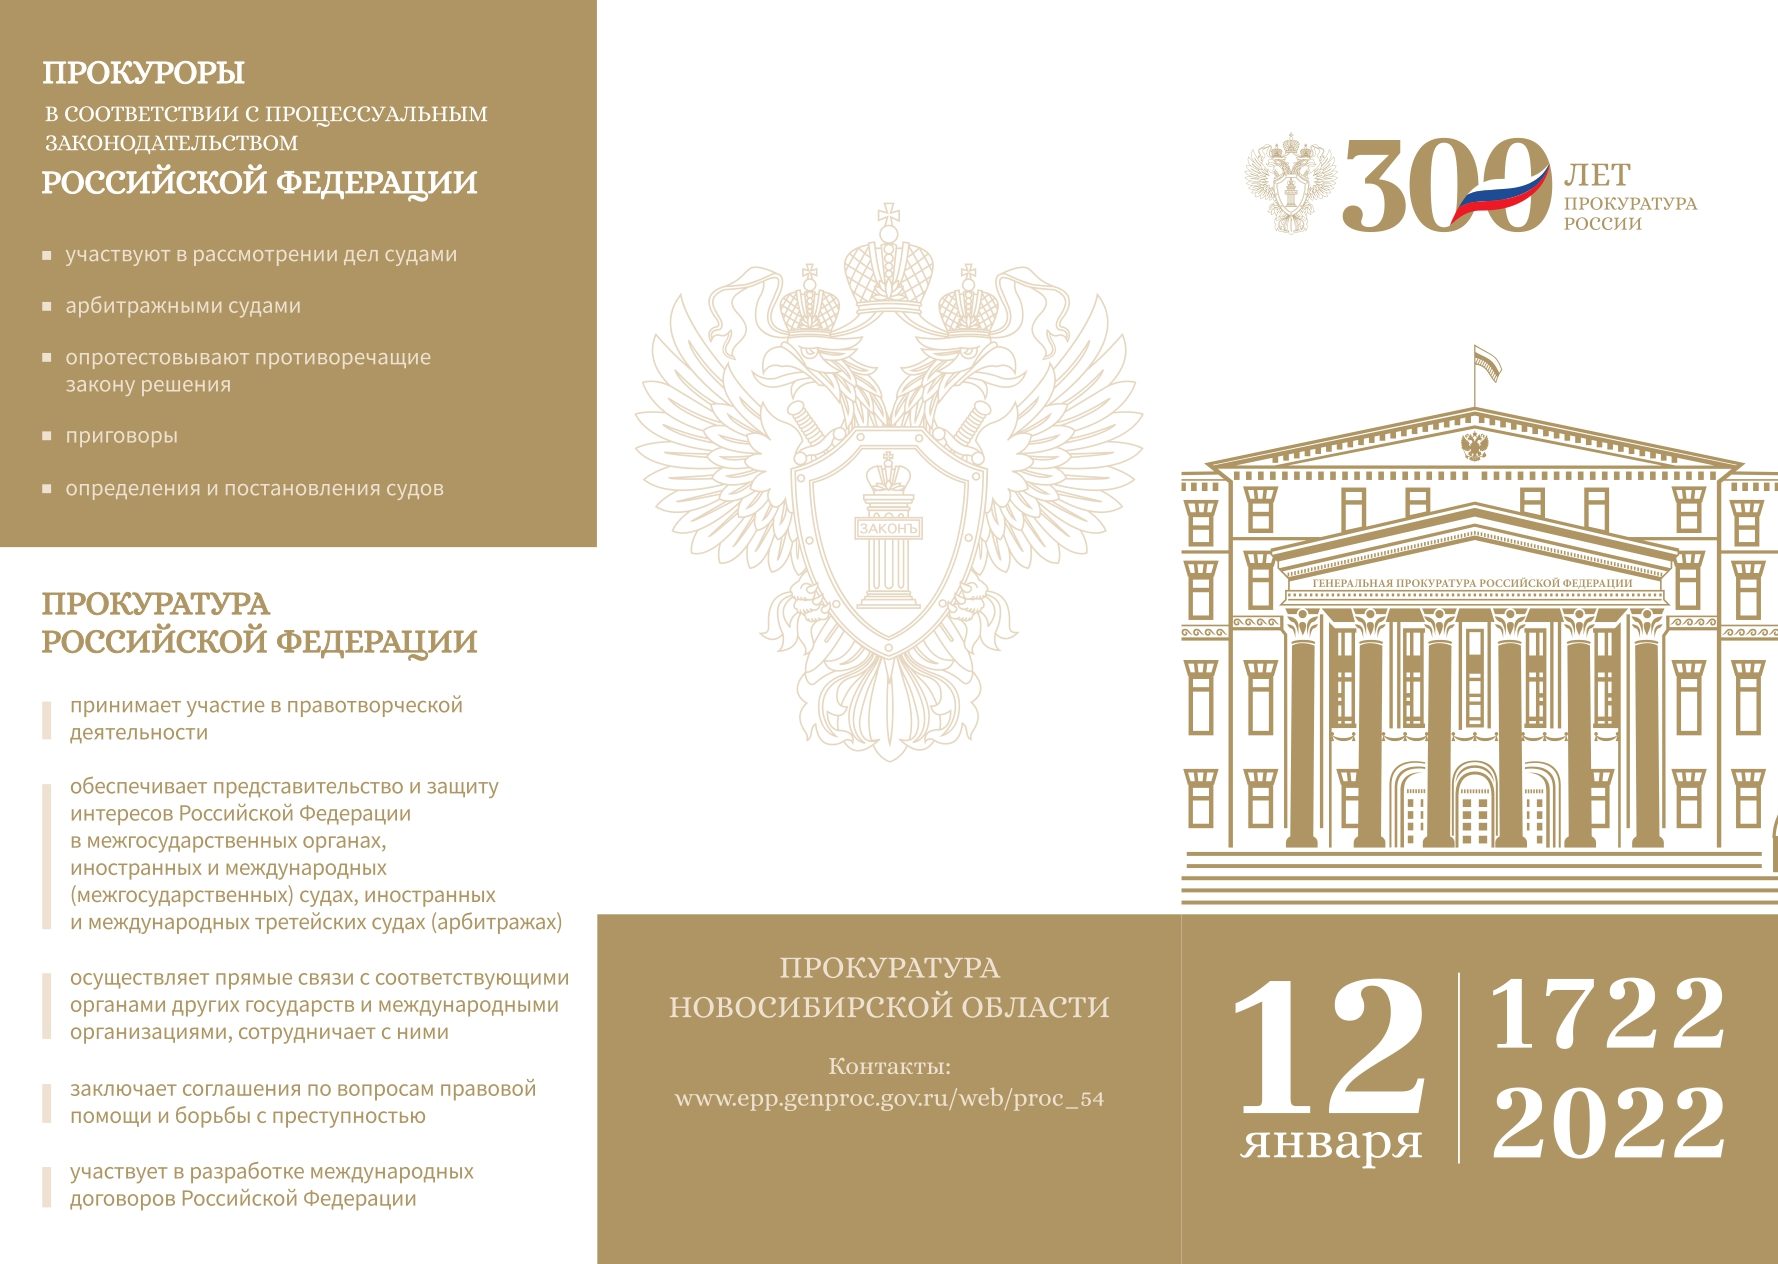 ПРОКУРОРЫ
В СООТВЕТСТВИИ С ПРОЦЕССУАЛЬНЫМ
ЗАКОНОДАТЕЛЬСТВОМ
РОССИЙСКОЙ ФЕДЕРАЦИИ
участвуют в рассмотрении дел судами
арбитражными судами
опротестовывают противоречащие
закону решения
приговоры
определения и постановления судов
ПРОКУРАТУРА
РОССИЙСКОЙ ФЕДЕРАЦИИ
принимает участие в правотворческой
деятельности
обеспечивает представительство и защиту
интересов Российской Федерации
в межгосударственных органах,
иностранных и международных
(межгосударственных) судах, иностранных
и международных третейских судах (арбитражах)
осуществляет прямые связи с соответствующими
органами других государств и международными
организациями, сотрудничает с ними
заключает соглашения по вопросам правовой
помощи и борьбы с преступностью
участвует в разработке международных
договоров Российской Федерации
ЗАКОНЪ
ПРОКУРАТУРА
НОВОСИБИРСКОЙ ОБЛАСТИ
Контакты:
www.epp.genproc.gov.ru/web/proc_54
300 ЛЕТ
ПРОКУРАТУРА
РОССИИ
ГЕНЕРАЛЬНАЯ ПРОКУРАТУРА РОССИЙСКОЙ ФЕДЕРАЦИИ
12
января
1722
2022